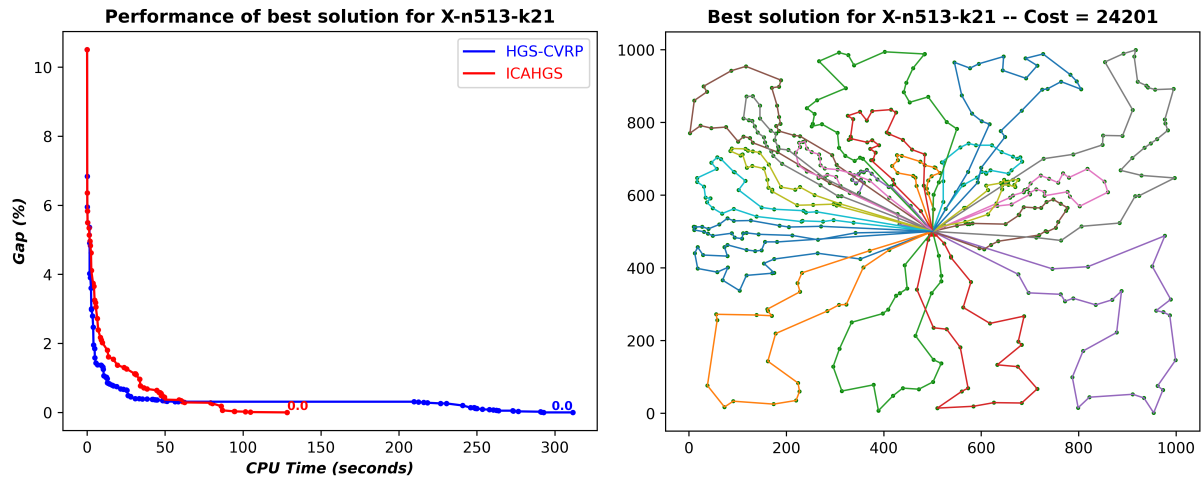 Performance of best solution for X-n513-k21
Gap (%)
10
8
6
4
2
0
HGS-CVRP
ICAHGS
0.0
0.0
0 50 100 150 200 250 300
CPU Time (seconds)
Best solution for X-n513-k21 -- Cost = 24201
1000
800
600
400
200
0
0 200 400 600 800 1000